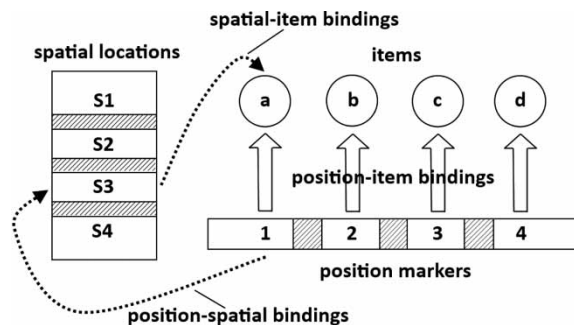 spatial-item bindings
spatial locations
items
S1
S2
S3
S4
a b c d
position-item bindings
1 2 3 4
position markers
position-spatial bindings